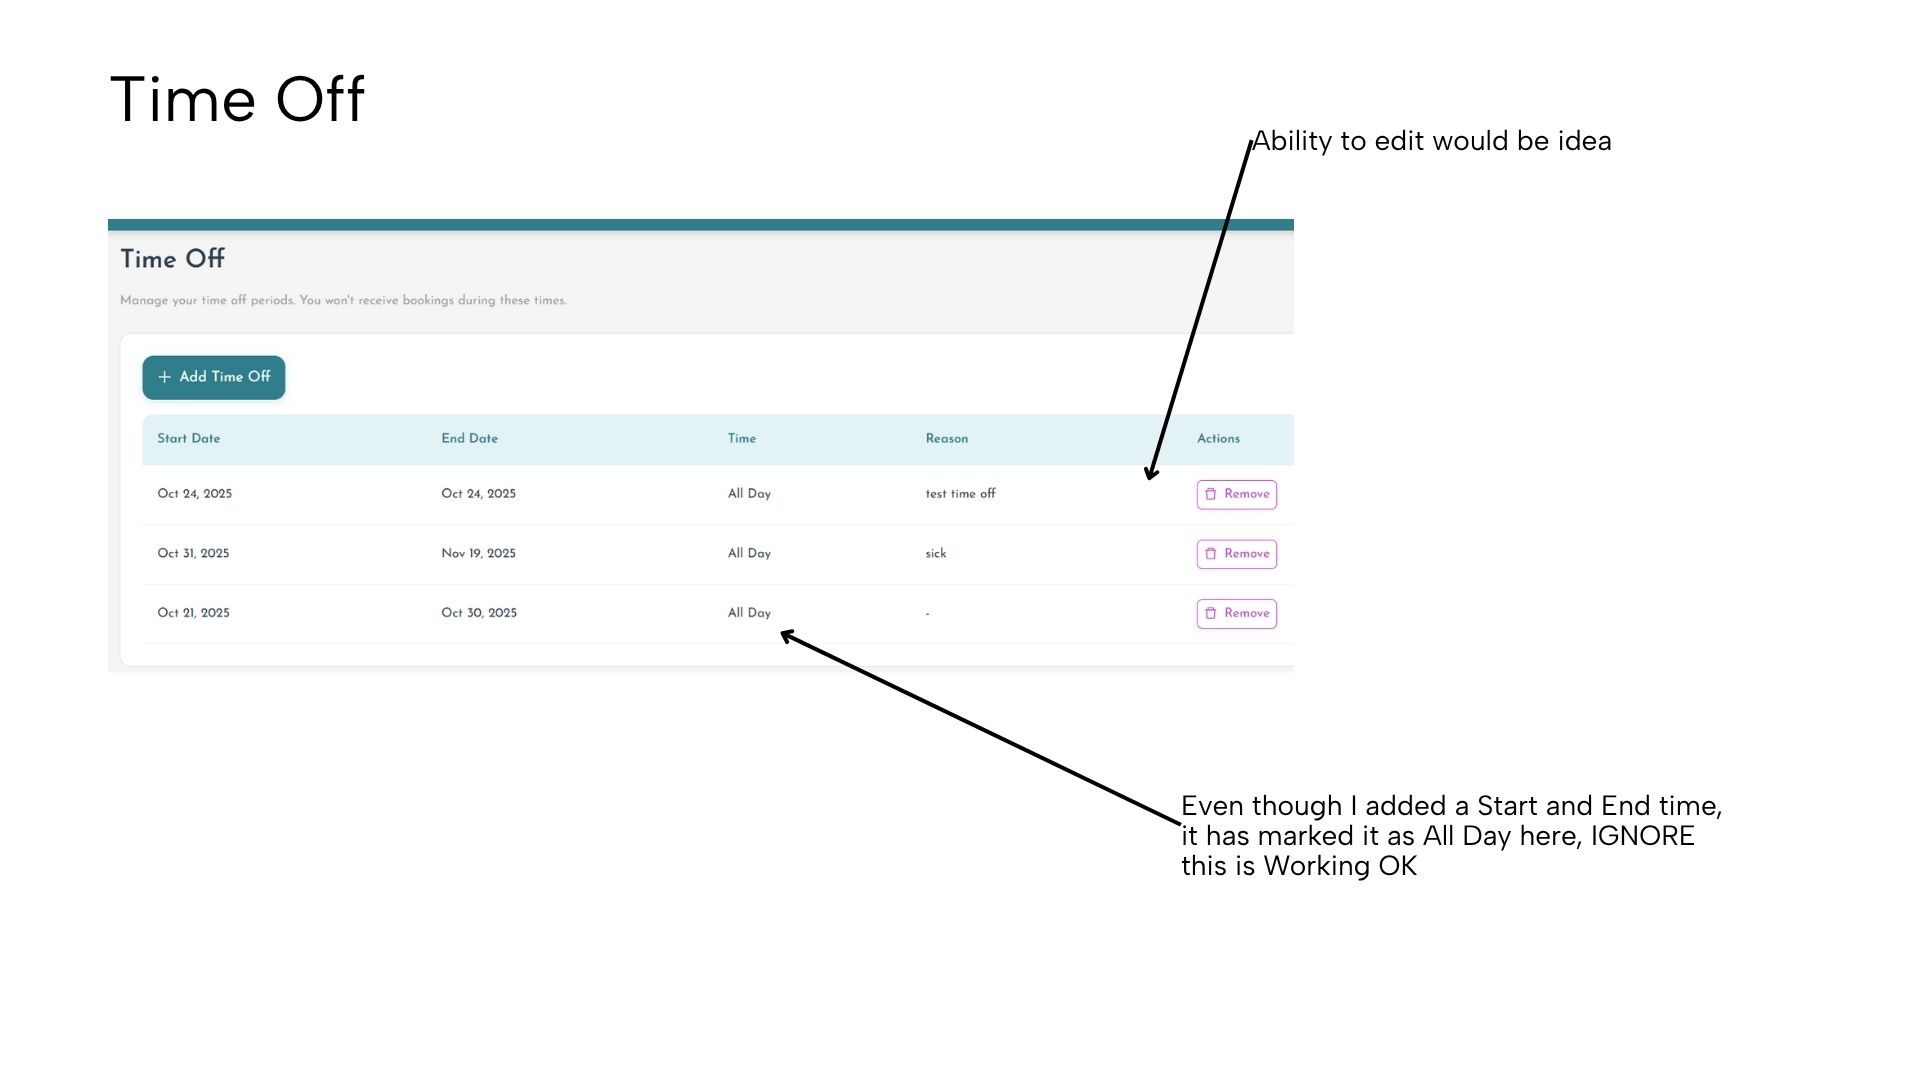 Time Off
Ability to edit would be idea
Time Off
Manage your time off periods. You won't receive bookings during these times.
+ Add Time Off
Start Date End Date Time Reason Actions
Oct 24, 2025 Oct 24, 2025 All Day test time off Remove
Oct 31, 2025 Nov 19, 2025 All Day sick Remove
Oct 21, 2025 Oct 30, 2025 All Day - Remove
Even though I added a Start and End time,
it has marked it as All Day here, IGNORE
this is Working OK